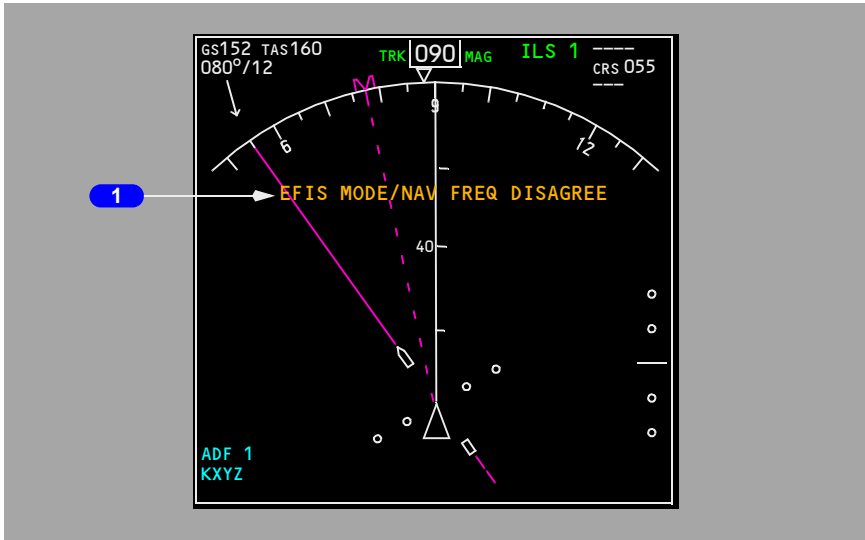 GS152 TAS160
080º/12
TRK 090 MAG
ILS 1 ----
CRS 055
---
9
6
12
1
EFIS MODE/NAV FREQ DISAGREE
40
ADF 1
KXYZ